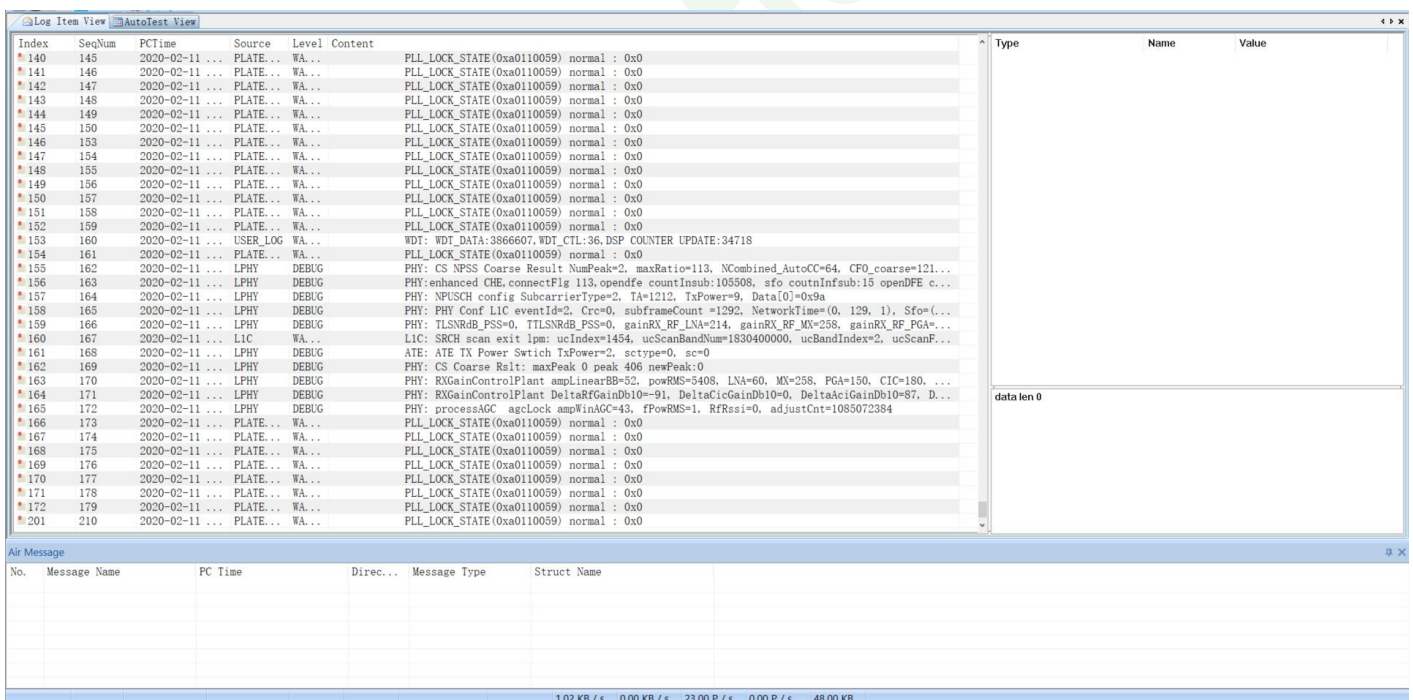 Log Item View AutoTest View
Index SeqNum PCTime Source Level Content
140 145 2020-02-11 ... PLATE... WA... PLL_LOCK_STATE(0xa0110059) normal : 0x0
141 146 2020-02-11 ... PLATE... WA... PLL_LOCK_STATE(0xa0110059) normal : 0x0
142 147 2020-02-11 ... PLATE... WA... PLL_LOCK_STATE(0xa0110059) normal : 0x0
143 148 2020-02-11 ... PLATE... WA... PLL_LOCK_STATE(0xa0110059) normal : 0x0
144 149 2020-02-11 ... PLATE... WA... PLL_LOCK_STATE(0xa0110059) normal : 0x0
145 150 2020-02-11 ... PLATE... WA... PLL_LOCK_STATE(0xa0110059) normal : 0x0
146 153 2020-02-11 ... PLATE... WA... PLL_LOCK_STATE(0xa0110059) normal : 0x0
147 154 2020-02-11 ... PLATE... WA... PLL_LOCK_STATE(0xa0110059) normal : 0x0
148 155 2020-02-11 ... PLATE... WA... PLL_LOCK_STATE(0xa0110059) normal : 0x0
149 156 2020-02-11 ... PLATE... WA... PLL_LOCK_STATE(0xa0110059) normal : 0x0
150 157 2020-02-11 ... PLATE... WA... PLL_LOCK_STATE(0xa0110059) normal : 0x0
151 158 2020-02-11 ... PLATE... WA... PLL_LOCK_STATE(0xa0110059) normal : 0x0
152 159 2020-02-11 ... PLATE... WA... PLL_LOCK_STATE(0xa0110059) normal : 0x0
153 160 2020-02-11 ... USER_LOG WA... WDT: WDT_DATA:3866607,WDT_CTL:36,DSP COUNTER UPDATE:34718
154 161 2020-02-11 ... PLATE... WA... PLL_LOCK_STATE(0xa0110059) normal : 0x0
155 162 2020-02-11 ... LPHY DEBUG PHY: CS NPSS Coarse Result NumPeak=2, maxRatio=113, NCombined_AutoCC=64, CFO_coarse=121...
156 163 2020-02-11 ... LPHY DEBUG PHY:enhanced CHE,connectFlg 113,opendfe countInsub:105508, sfo coutnInfsub:15 openDFE c...
157 164 2020-02-11 ... LPHY DEBUG PHY: NPUSCH config SubcarrierType=2, TA=1212, TxPower=9, Data[0]=0x9a
158 165 2020-02-11 ... LPHY DEBUG PHY: PHY Conf L1C eventId=2, Crc=0, subframeCount =1292, NetworkTime=(0, 129, 1), Sfo=(...
159 166 2020-02-11 ... LPHY DEBUG PHY: TLSNRdB_PSS=0, TTLSNRdB_PSS=0, gainRX_RF_LNA=214, gainRX_RF_MX=258, gainRX_RF_PGA=...
160 167 2020-02-11 ... L1C WA... L1C: SRCH scan exit lpm: ucIndex=1454, ucScanBandNum=1830400000, ucBandIndex=2, ucScanF...
161 168 2020-02-11 ... LPHY DEBUG ATE: ATE TX Power Swtich TxPower=2, sctype=0, sc=0
162 169 2020-02-11 ... LPHY DEBUG PHY: CS Coarse Rslt: maxPeak 0 peak 406 newPeak:0
163 170 2020-02-11 ... LPHY DEBUG PHY: RXGainControlPlant ampLinearBB=52, powRMS=5408, LNA=60, MX=258, PGA=150, CIC=180, ...
164 171 2020-02-11 ... LPHY DEBUG PHY: RXGainControlPlant DeltaRfGainDb10=-91, DeltaCicGainDb10=0, DeltaAciGainDb10=87, D...
165 172 2020-02-11 ... LPHY DEBUG PHY: processAGC agcLock ampWinAGC=43, fPowRMS=1, RfRssi=0, adjustCnt=1085072384
166 173 2020-02-11 ... PLATE... WA... PLL_LOCK_STATE(0xa0110059) normal : 0x0
167 174 2020-02-11 ... PLATE... WA... PLL_LOCK_STATE(0xa0110059) normal : 0x0
168 175 2020-02-11 ... PLATE... WA... PLL_LOCK_STATE(0xa0110059) normal : 0x0
169 176 2020-02-11 ... PLATE... WA... PLL_LOCK_STATE(0xa0110059) normal : 0x0
170 177 2020-02-11 ... PLATE... WA... PLL_LOCK_STATE(0xa0110059) normal : 0x0
171 178 2020-02-11 ... PLATE... WA... PLL_LOCK_STATE(0xa0110059) normal : 0x0
172 179 2020-02-11 ... PLATE... WA... PLL_LOCK_STATE(0xa0110059) normal : 0x0
201 210 2020-02-11 ... PLATE... WA... PLL_LOCK_STATE(0xa0110059) normal : 0x0
Type Name Value
data len 0
Air Message
No. Message Name PC Time Direc... Message Type Struct Name
1.02 KB / s 0.00 KB / s 23.00 P / s 0.00 P / s 48.00 KB